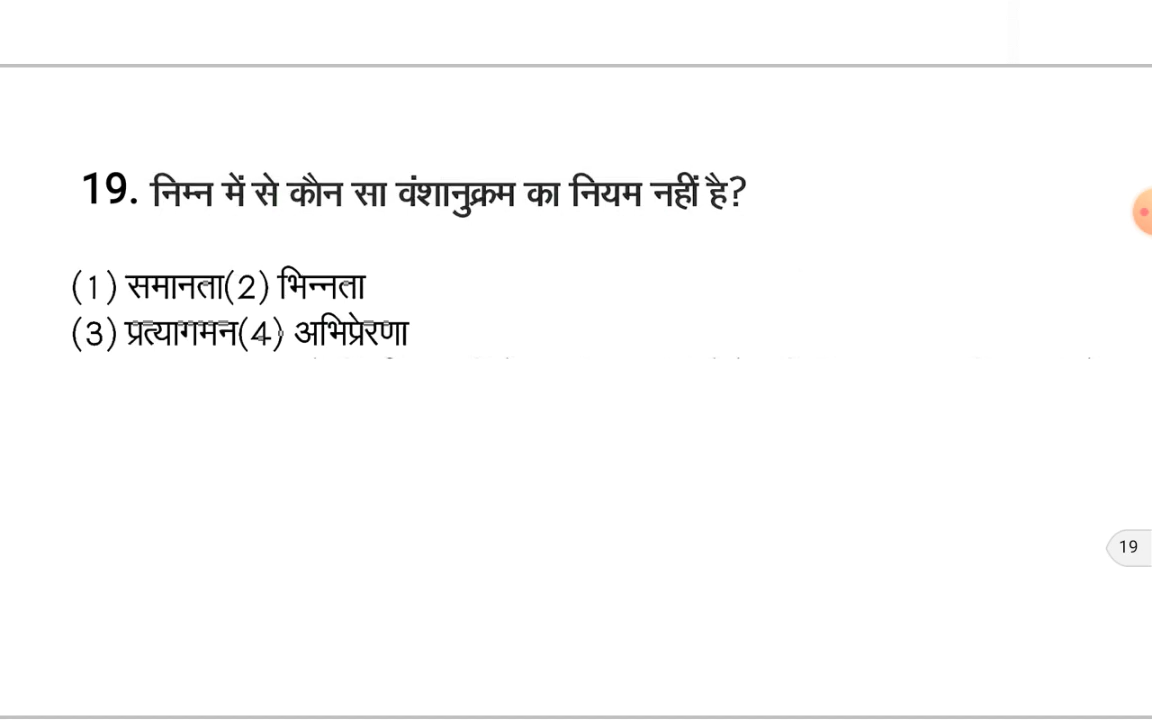 19. निम्न में से कौन सा वंशानुक्रम का नियम नहीं है?
(1) समानता(2) भिन्नता
(3) प्रत्यागमन(4) अभिप्रेरणा
19